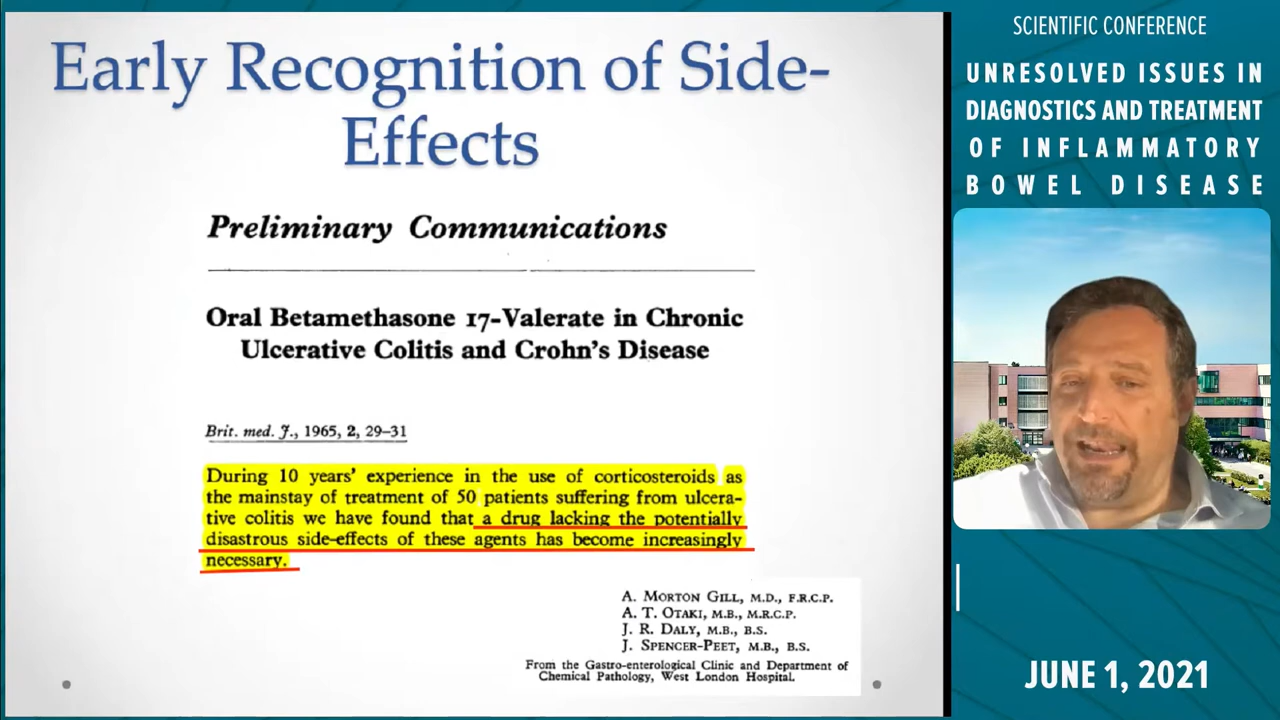 Early Recognition of Side-
Effects
Preliminary Communications
Oral Betamethasone 17-Valerate in Chronic
Ulcerative Colitis and Crohn's Disease
Brit. med. J., 1965, 2, 29–31
During 10 years' experience in the use of corticosteroids as
the mainstay of treatment of 50 patients suffering from ulcera-
tive colitis we have found that a drug lacking the potentially
disastrous side-effects of these agents has become increasingly
necessary.
A. MORTON GILL, M.D., F.R.C.P.
A. T. OTAKI, M.B., M.R.C.P.
J. R. DALY, M.B., B.S.
J. SPENCER-PEET, M.B., B.S.
From the Gastro-enterological Clinic and Department of
Chemical Pathology, West London Hospital.
SCIENTIFIC CONFERENCE
UNRESOLVED ISSUES IN
DIAGNOSTICS AND TREATMENT
OF INFLAMMATORY
BOWEL DISEASE
JUNE 1, 2021